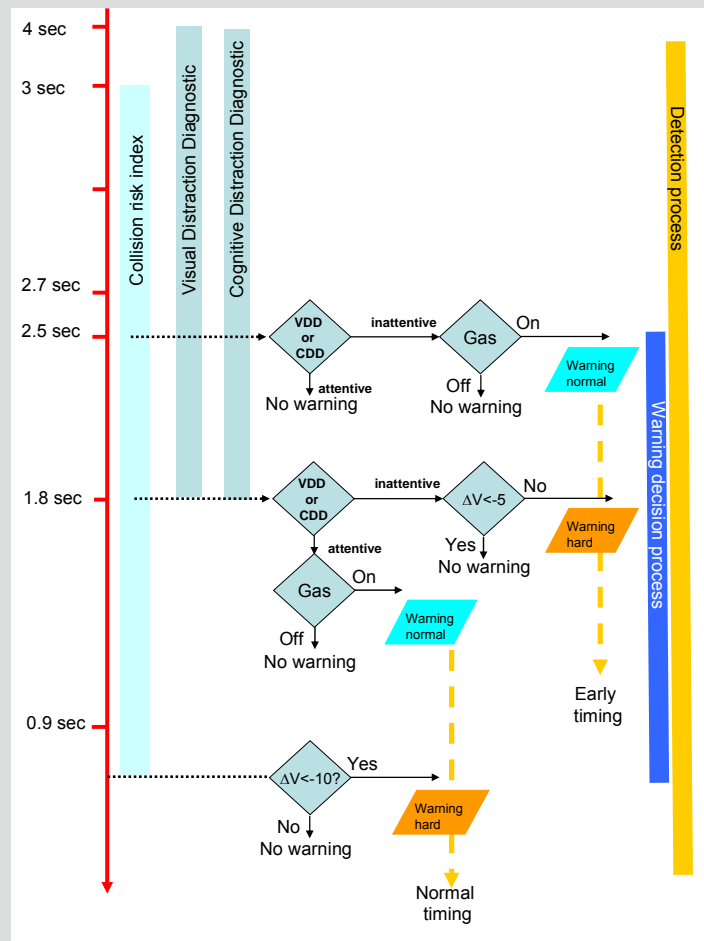 4 sec
3 sec
Collision risk index
Visual Distraction Diagnostic
Cognitive Distraction Diagnostic
Detection process
2.7 sec
2.5 sec
VDD
or
CDD
inattentive
Gas
On
Warning
normal
attentive
No warning
Off
No warning
Warning decision process
1.8 sec
VDD
or
CDD
inattentive
ΔV<-5
No
Warning
hard
attentive
Yes
No warning
Gas
On
Warning
normal
Off
No warning
Early
timing
0.9 sec
ΔV<-10?
Yes
Warning
hard
No
No warning
Normal
timing